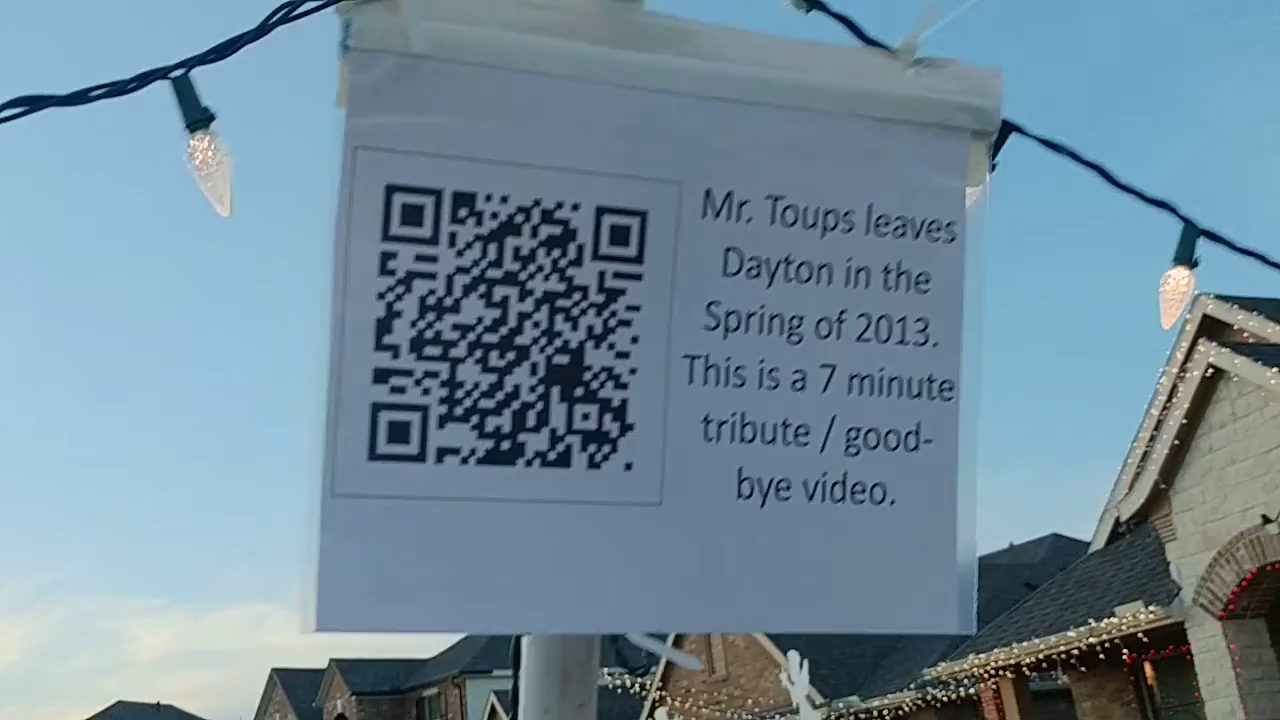 Mr. Toups leaves
Dayton in the
Spring of 2013.
This is a 7 minute
tribute / good-
bye video.